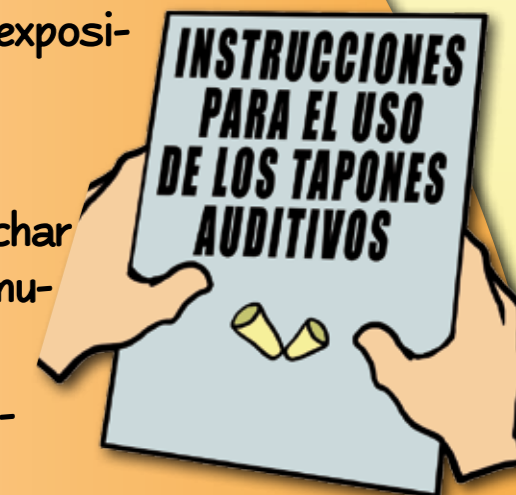 exposi-
char
nu-
-
INSTRUCCIONES
PARA EL USO
DE LOS TAPONES
AUDITIVOS